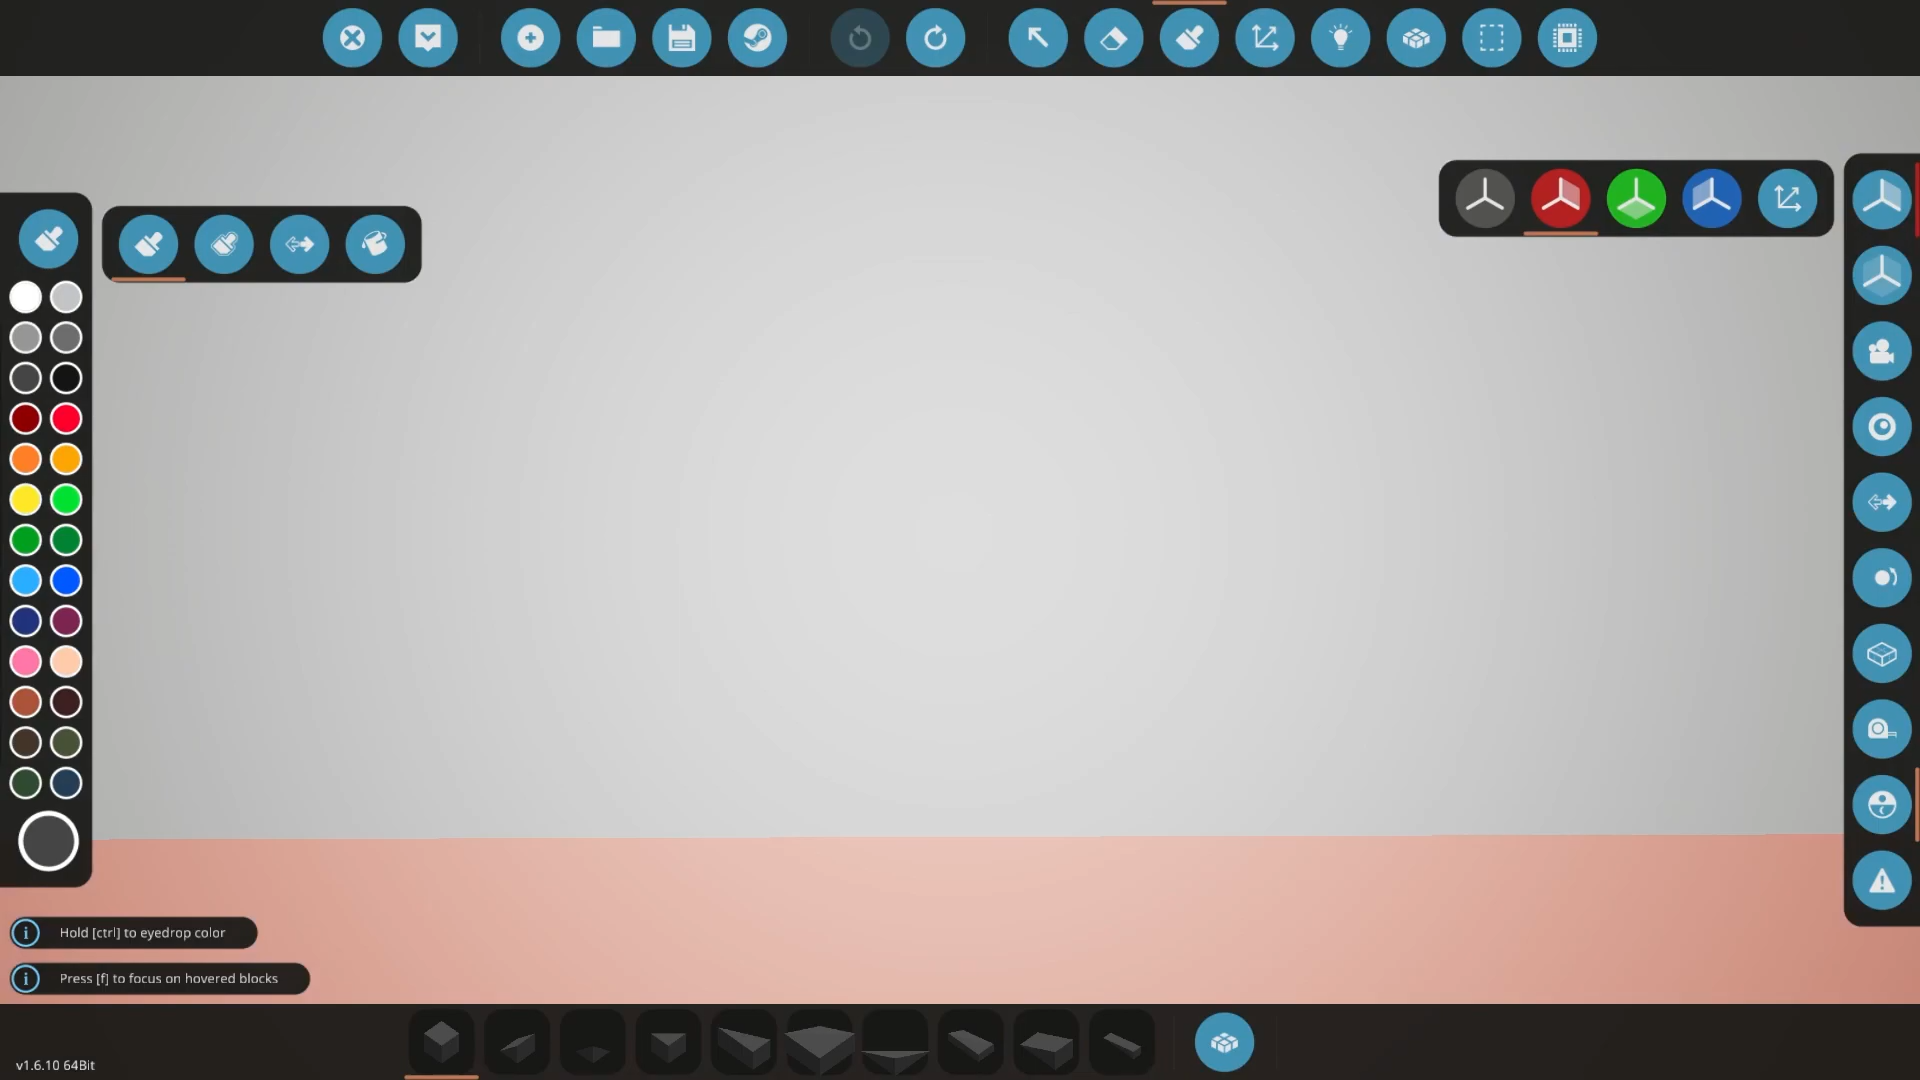 Hold [ctrl] to eyedrop color
Press [f] to focus on hovered blocks
v1.6.10 64Bit